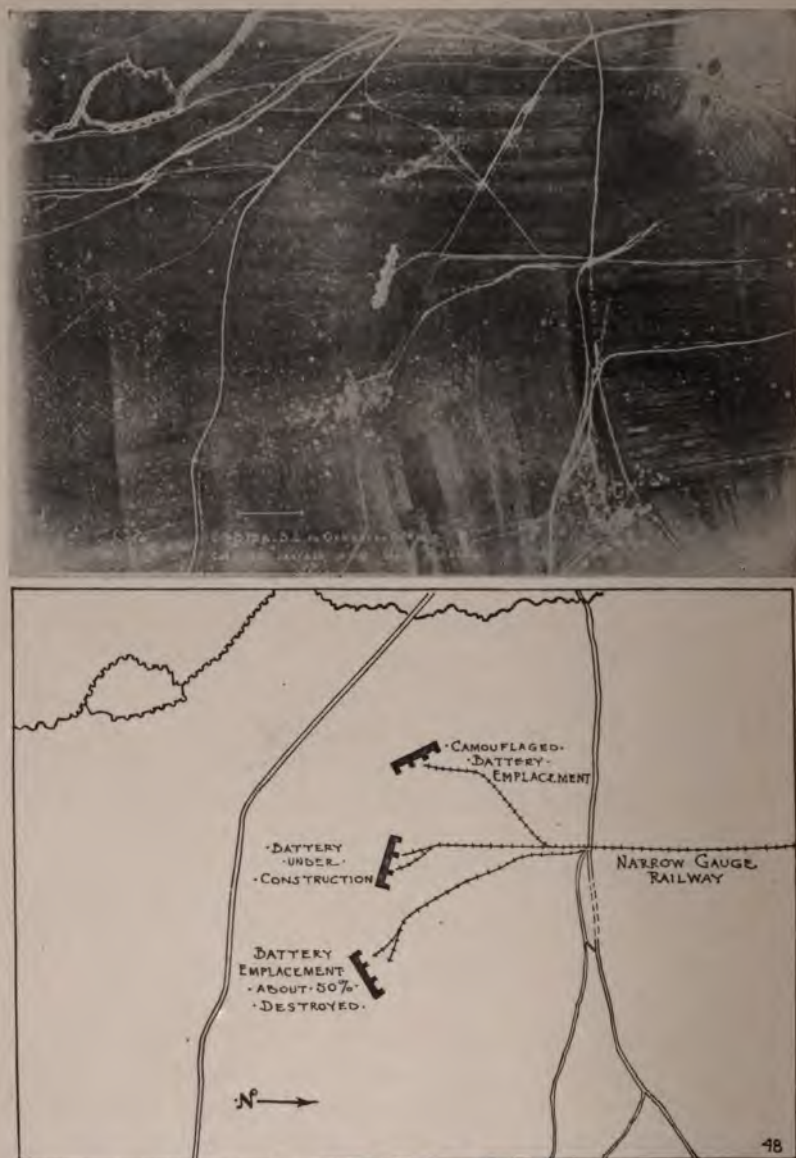 ·CAMOUFLAGED·
·BATTERY·
EMPLACEMENT
·BATTERY
·UNDER·
·CONSTRUCTION
NARROW GAUGE
RAILWAY
BATTERY
EMPLACEMENT
·ABOUT·50%·
·DESTROYED·
·N
48